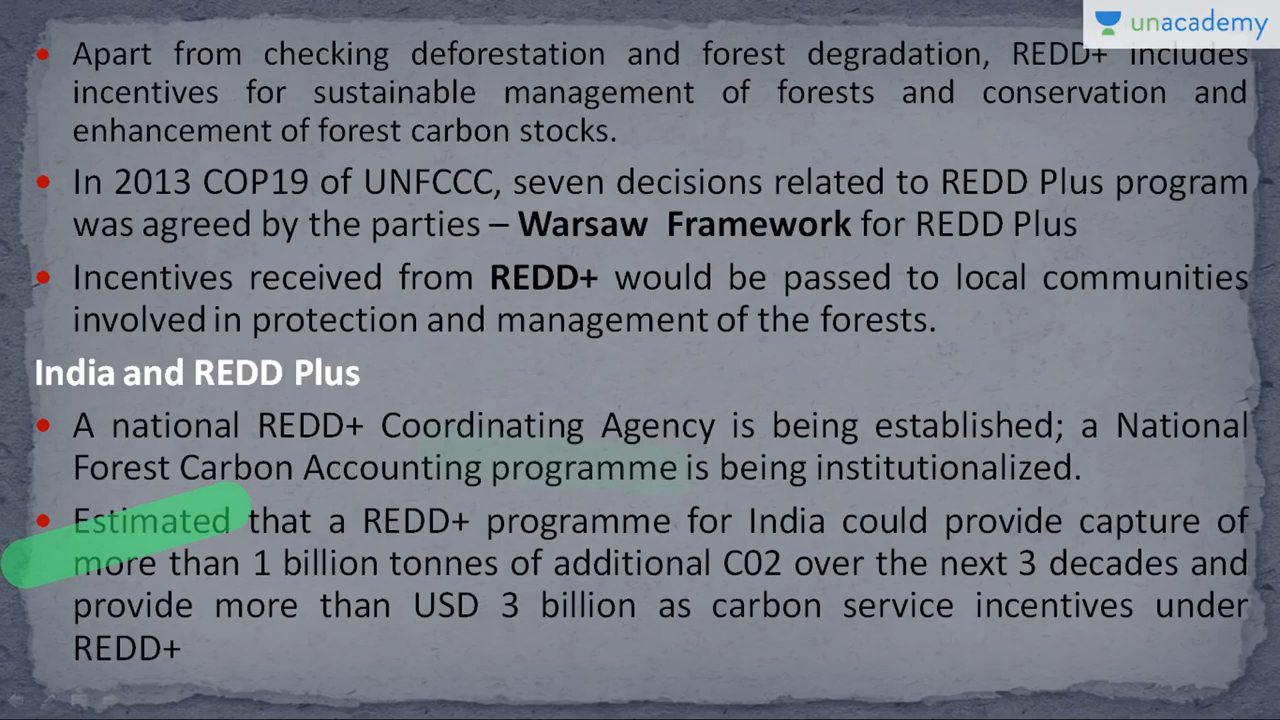 unacademy
• Apart from checking deforestation and forest degradation, REDD+ includes
incentives for sustainable management of forests and conservation and
enhancement of forest carbon stocks.
• In 2013 COP19 of UNFCCC, seven decisions related to REDD Plus program
was agreed by the parties – Warsaw Framework for REDD Plus
• Incentives received from REDD+ would be passed to local communities
involved in protection and management of the forests.
India and REDD Plus
• A national REDD+ Coordinating Agency is being established; a National
Forest Carbon Accounting programme is being institutionalized.
• Estimated that a REDD+ programme for India could provide capture of
more than 1 billion tonnes of additional C02 over the next 3 decades and
provide more than USD 3 billion as carbon service incentives under
REDD+